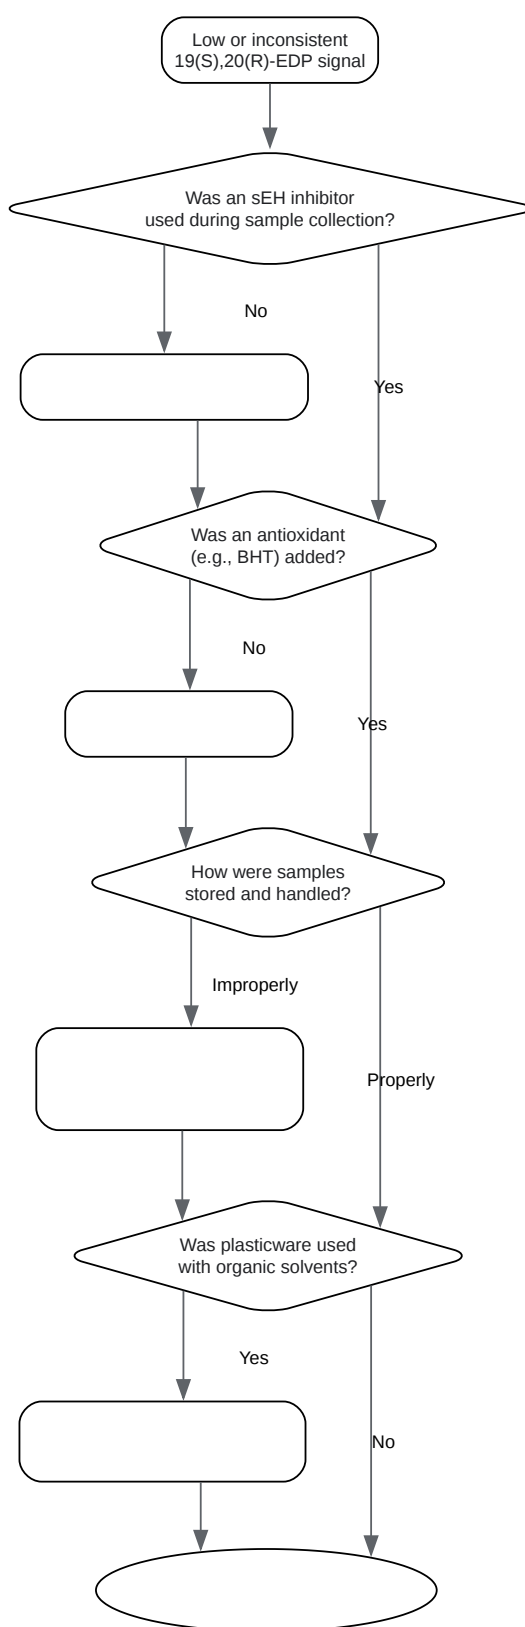 Low or inconsistent
19(S),20(R)-EDP signal
Was an sEH inhibitor
used during sample collection?
No
Yes
Was an antioxidant
(e.g., BHT) added?
No
Yes
How were samples
stored and handled?
Improperly
Properly
Was plasticware used
with organic solvents?
Yes
No